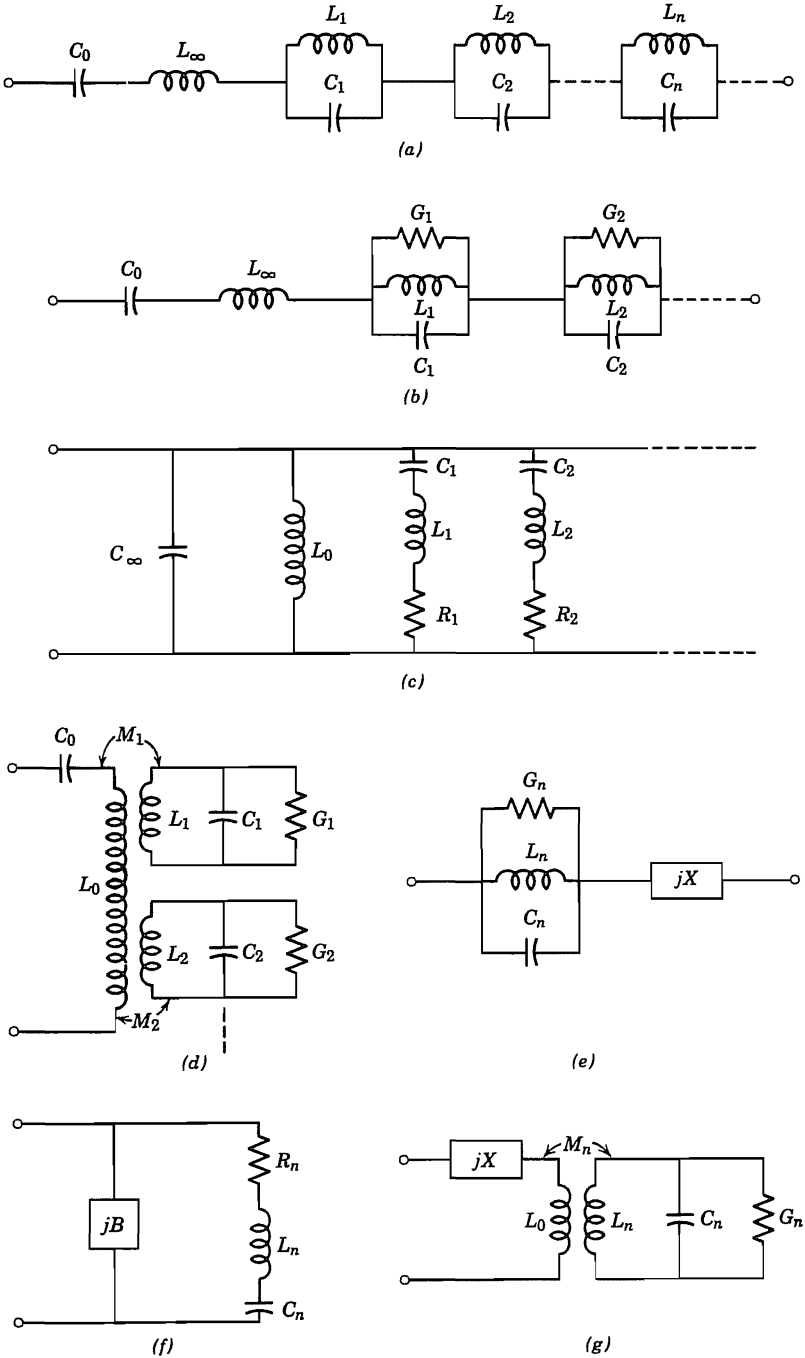 L₁ L₂ Lₙ
C₀ L∞ C₁ C₂ Cₙ
(a)
G₁ G₂
C₀ L∞
L₁ L₂
C₁ C₂
(b)
C₁ C₂
C∞ L₀ L₁ L₂
R₁ R₂
(c)
C₀ M₁
L₁ C₁ G₁
L₀
L₂ C₂ G₂
M₂
(d)
Gₙ
Lₙ jX
Cₙ
(e)
Rₙ
jB
Lₙ
Cₙ
(f)
jX Mₙ
L₀ Lₙ Cₙ Gₙ
(g)